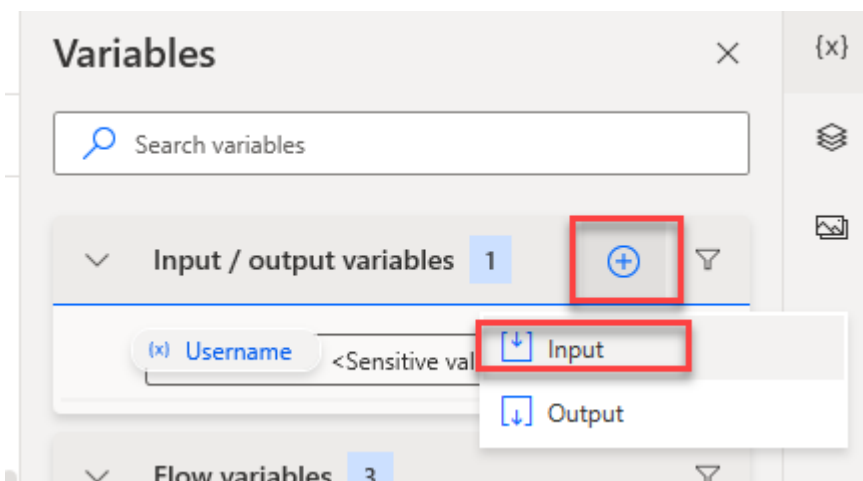 Variables
{x}
Search variables
Input / output variables 1
(x) Username <Sensitive val
Input
Output
Flow variables 3